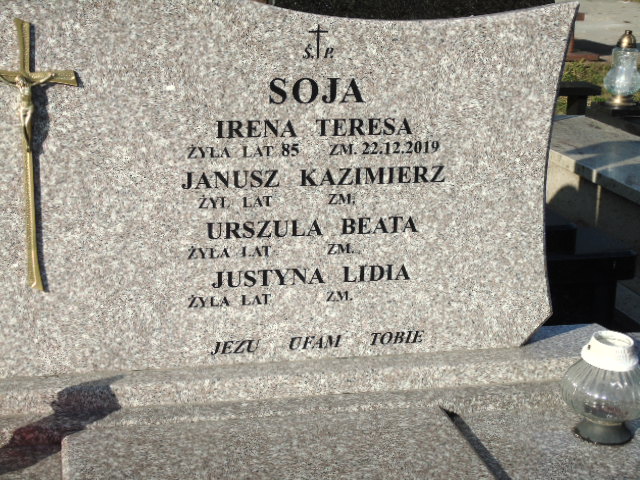 Ś. P.
SOJA
IRENA TERESA
ŻYŁA LAT 85 ZM. 22.12.2019
JANUSZ KAZIMIERZ
ŻYŁ LAT ZM.
URSZULA BEATA
ŻYŁA LAT ZM.
JUSTYNA LIDIA
ŻYŁA LAT ZM.
JEZU UFAM TOBIE